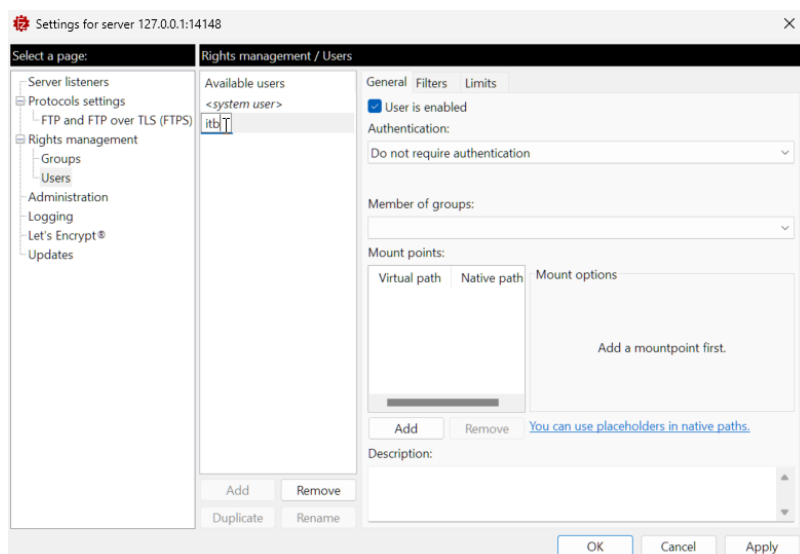 Settings for server 127.0.0.1:14148
Select a page:
Server listeners
Protocols settings
FTP and FTP over TLS (FTPS)
Rights management
Groups
Users
Administration
Logging
Let's Encrypt®
Updates
Rights management / Users
Available users
<system user>
itb
Add
Remove
Duplicate
Rename
General Filters Limits
User is enabled
Authentication:
Do not require authentication
Member of groups:
Mount points:
Virtual path Native path
Mount options
Add a mountpoint first.
Add
Remove
You can use placeholders in native paths.
Description:
OK
Cancel
Apply